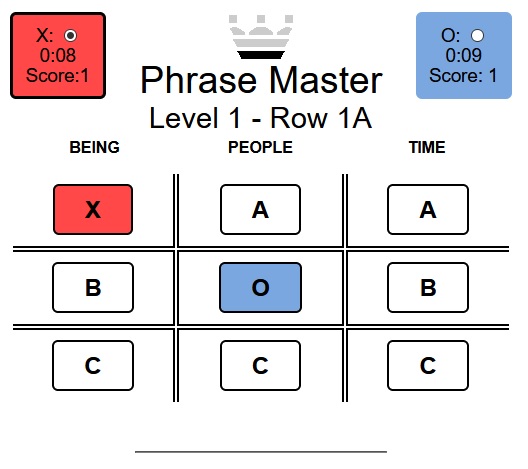 X:
0:08
Score:1
O:
0:09
Score: 1
Phrase Master
Level 1 - Row 1A
BEING PEOPLE TIME
X A A
B O B
C C C